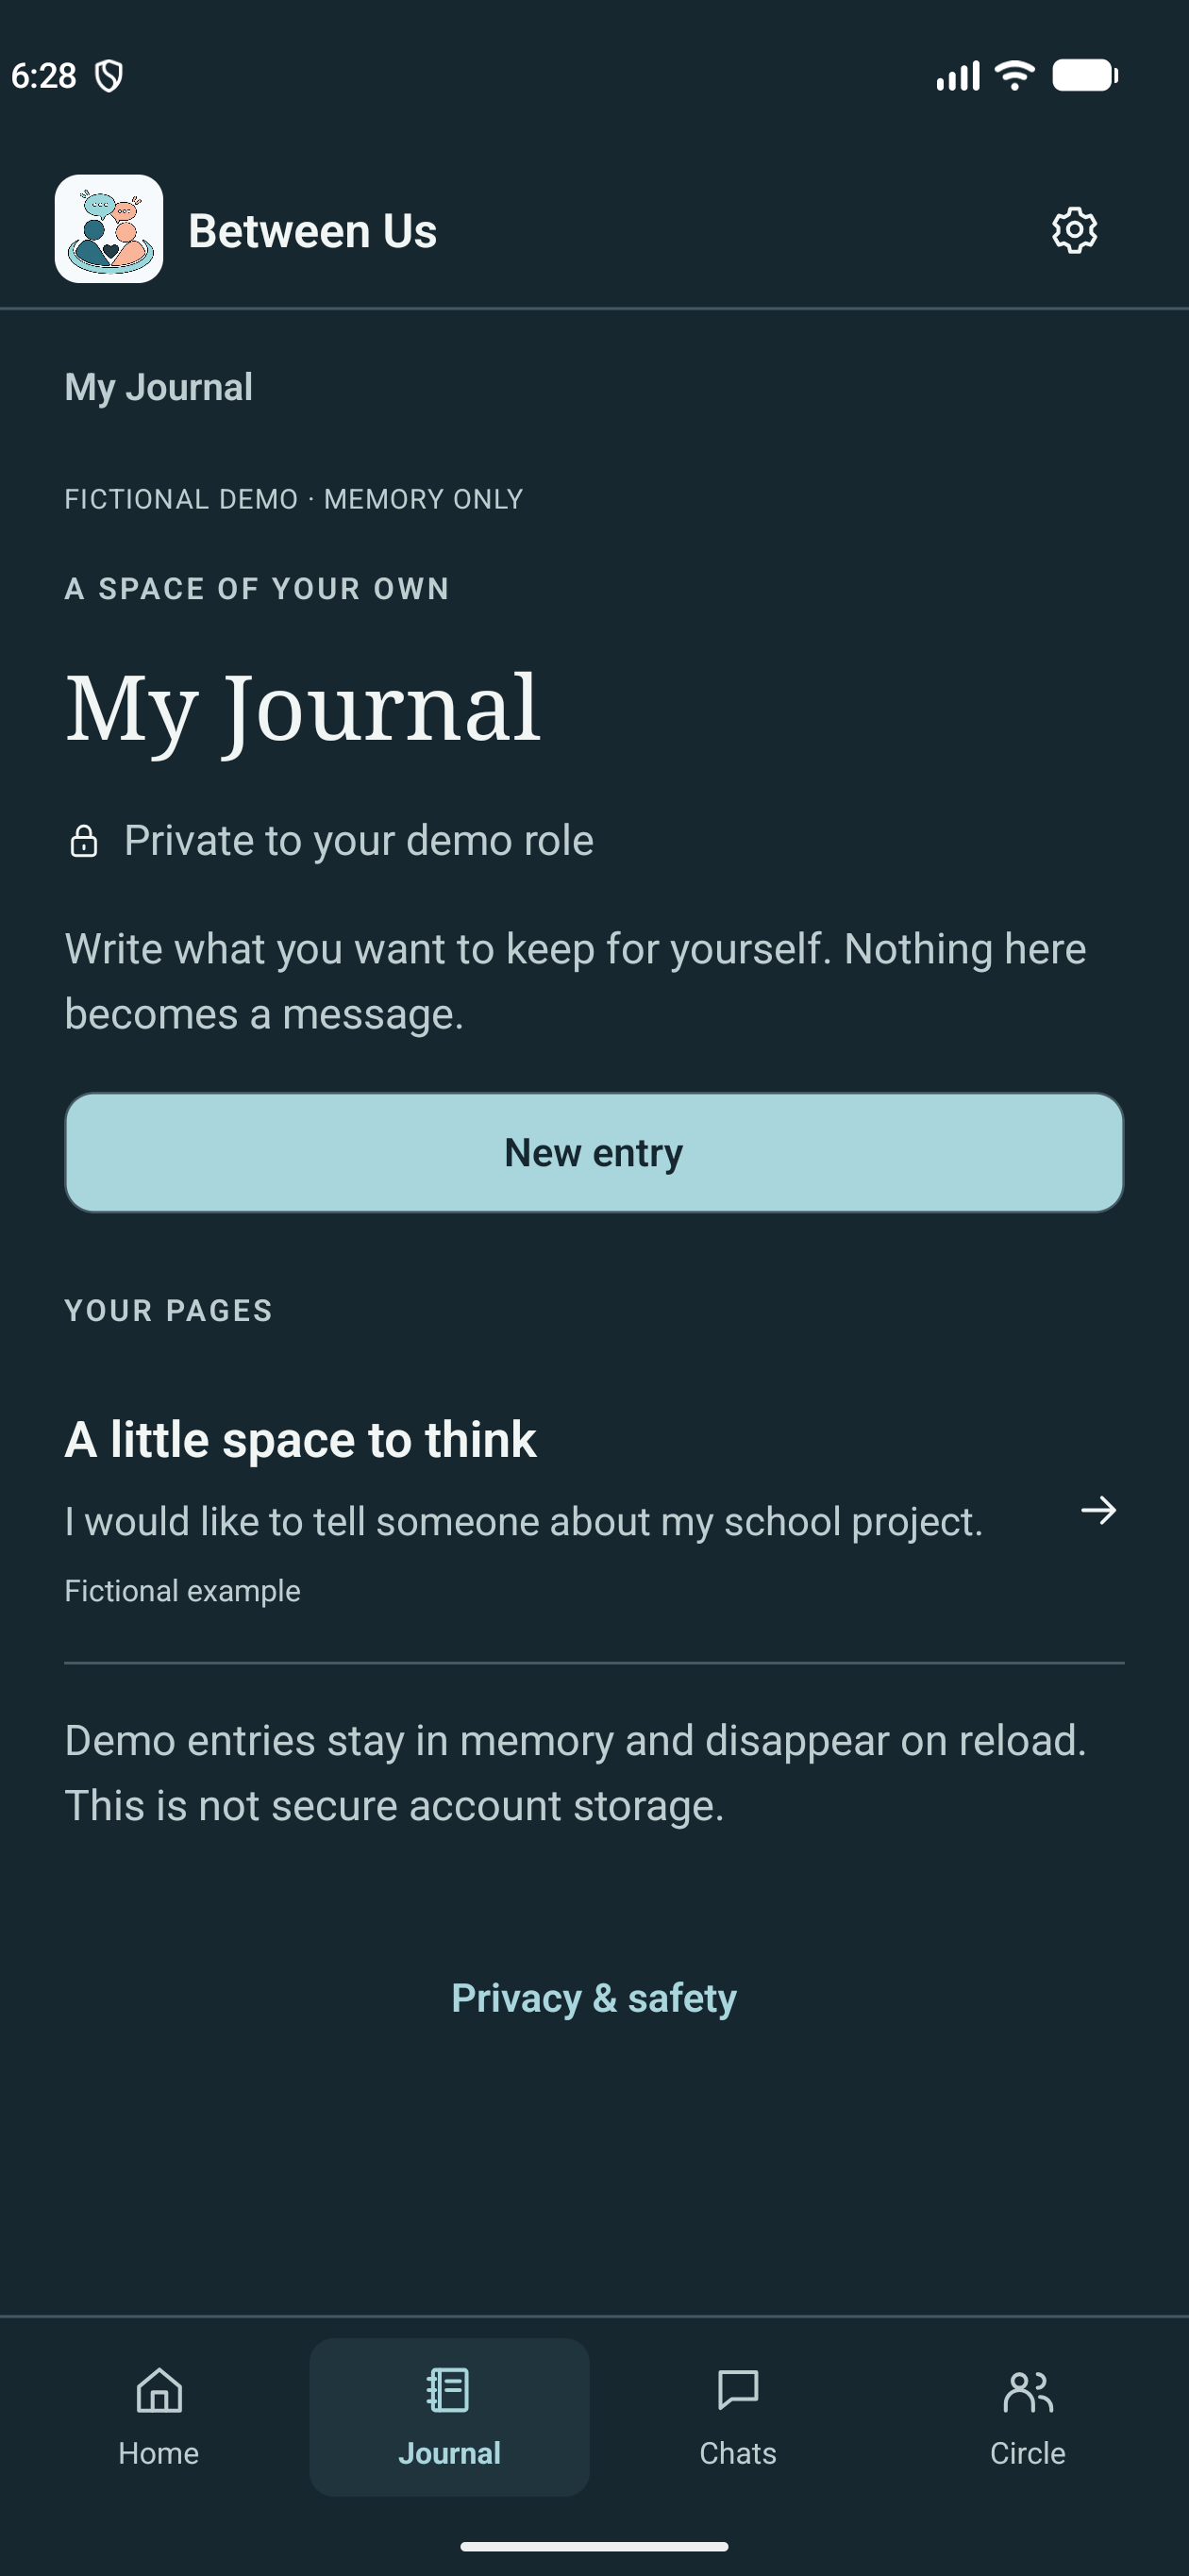 6:28
Between Us
My Journal
FICTIONAL DEMO · MEMORY ONLY
A SPACE OF YOUR OWN
My Journal
Private to your demo role
Write what you want to keep for yourself. Nothing here
becomes a message.
New entry
YOUR PAGES
A little space to think
I would like to tell someone about my school project.
Fictional example
Demo entries stay in memory and disappear on reload.
This is not secure account storage.
Privacy & safety
Home
Journal
Chats
Circle